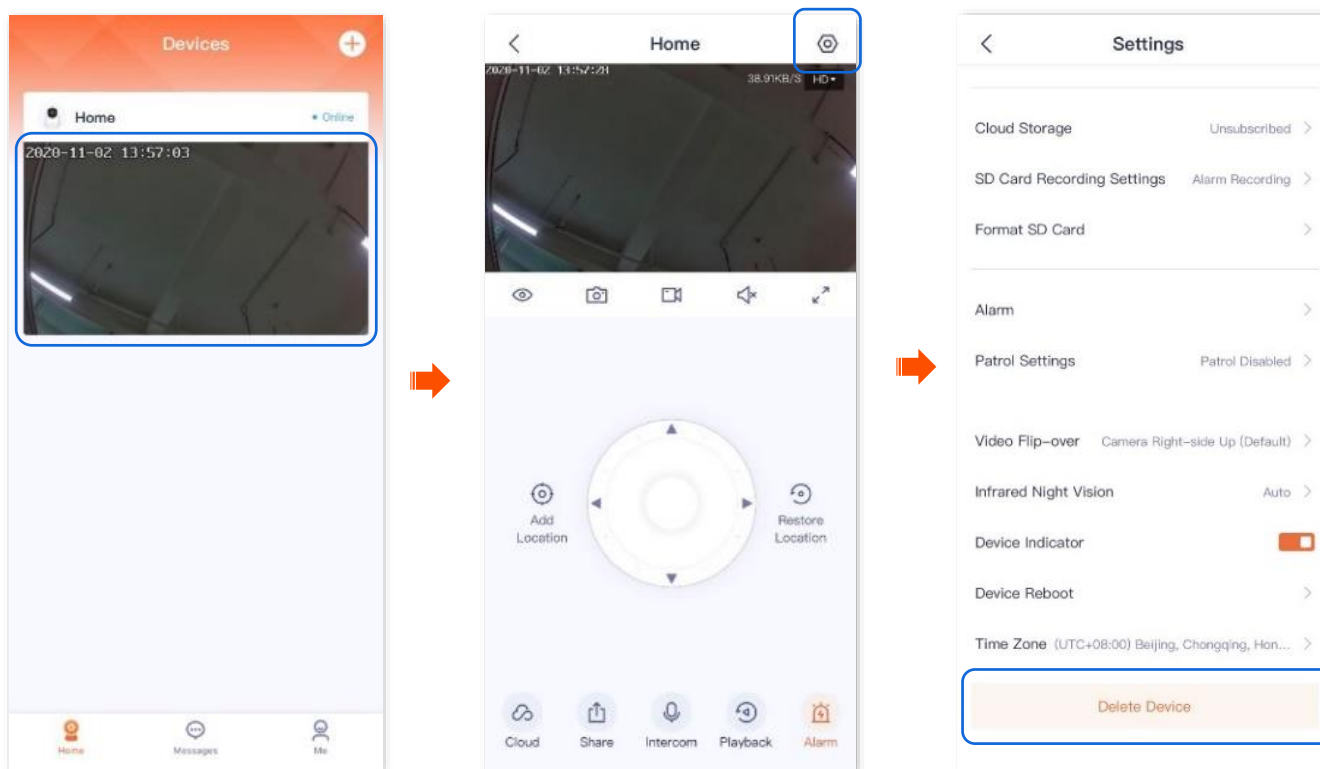 Devices
Home
Online
2020-11-02 13:57:03
Home
Messages
Me
Home
2020-11-02 13:57:28
38.91KB/S HD
Add
Location
Restore
Location
Cloud
Share
Intercom
Playback
Alarm
Settings
Cloud Storage Unsubscribed
SD Card Recording Settings Alarm Recording
Format SD Card
Alarm
Patrol Settings Patrol Disabled
Video Flip-over Camera Right-side Up (Default)
Infrared Night Vision Auto
Device Indicator
Device Reboot
Time Zone (UTC+08:00) Beijing, Chongqing, Hon...
Delete Device